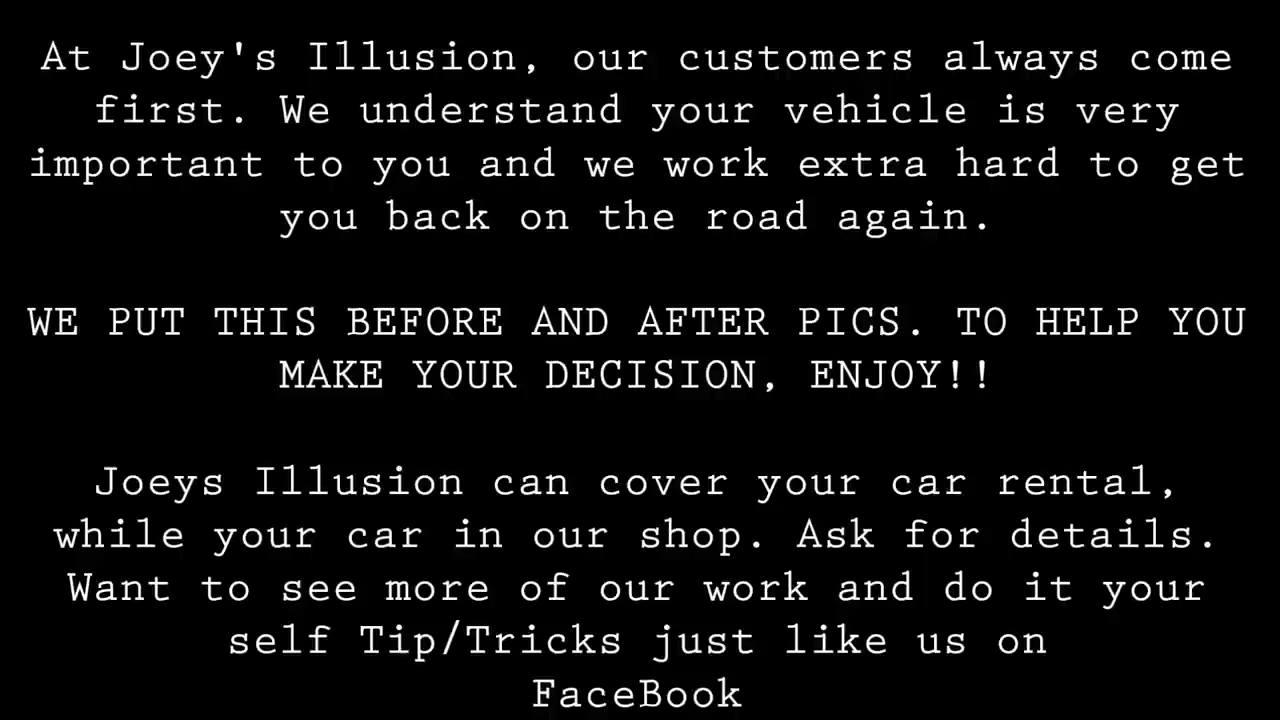 At Joey's Illusion, our customers always come
first. We understand your vehicle is very
important to you and we work extra hard to get
you back on the road again.
WE PUT THIS BEFORE AND AFTER PICS. TO HELP YOU
MAKE YOUR DECISION, ENJOY!!
Joeys Illusion can cover your car rental,
while your car in our shop. Ask for details.
Want to see more of our work and do it your
self Tip/Tricks just like us on
FaceBook